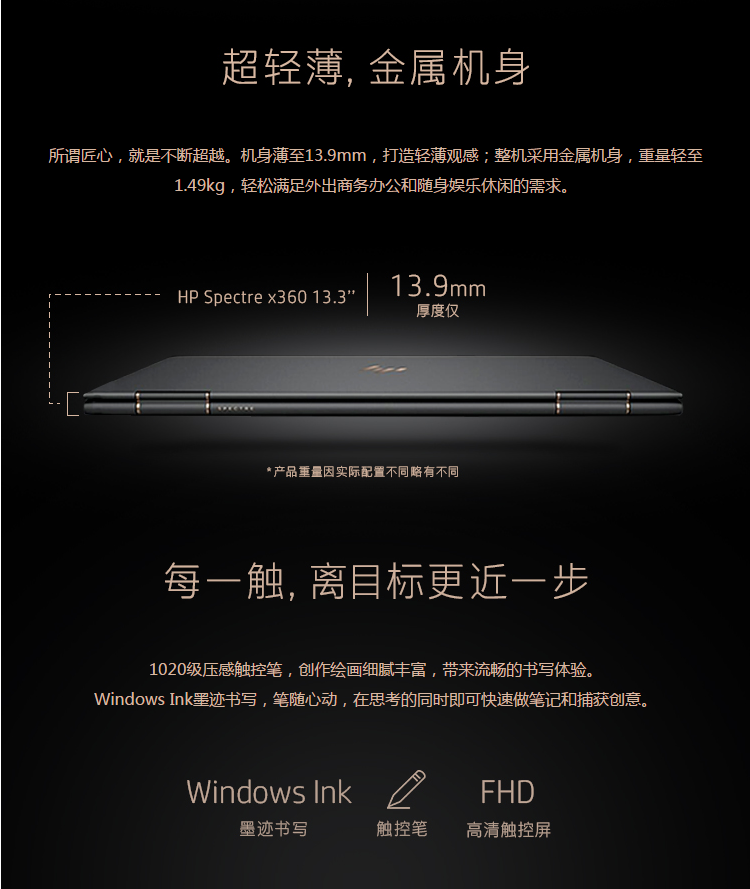 超轻薄, 金属机身
所谓匠心，就是不断超越。机身薄至13.9mm，打造轻薄观感；整机采用金属机身，重量轻至
1.49kg，轻松满足外出商务办公和随身娱乐休闲的需求。
HP Spectre x360 13.3’’
13.9mm
厚度仅
SPECTRE
*产品重量因实际配置不同略有不同
每一触, 离目标更近一步
1020级压感触控笔，创作绘画细腻丰富，带来流畅的书写体验。
Windows Ink墨迹书写，笔随心动，在思考的同时即可快速做笔记和捕获创意。
Windows Ink
FHD
墨迹书写
触控笔
高清触控屏